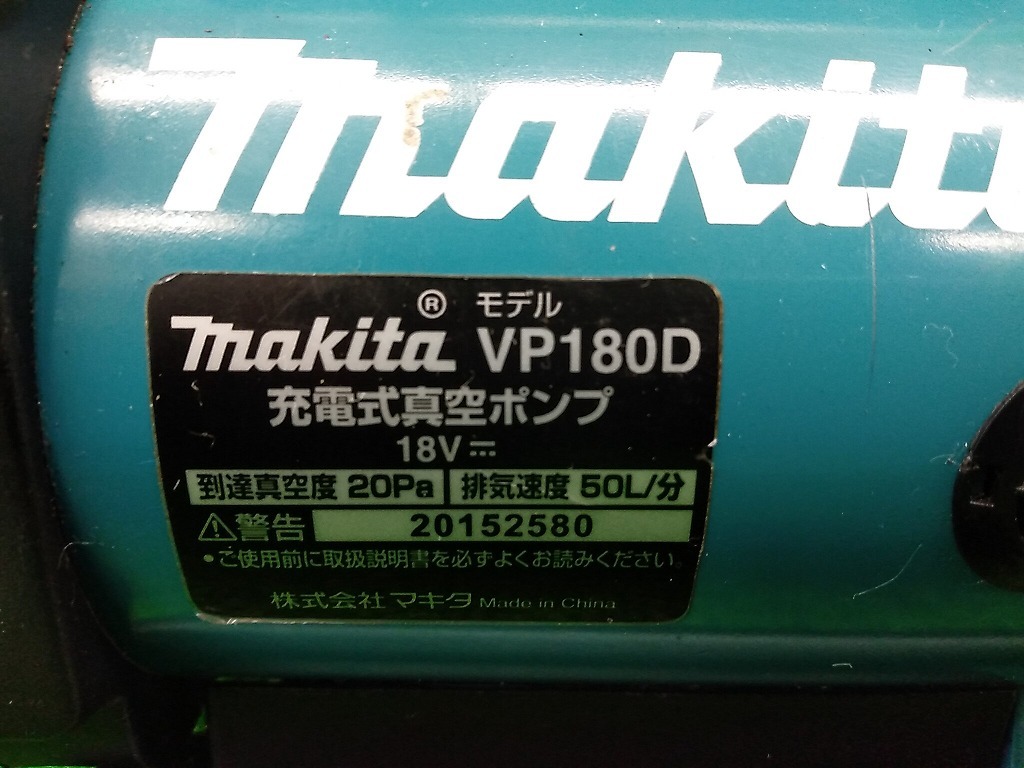 makita
® モデル
makita VP180D
充電式真空ポンプ
18V⎓
到達真空度 20Pa 排気速度 50L/分
⚠警告 20152580
•ご使用前に取扱説明書を必ずよくお読みください。
株式会社 マキタ Made in China